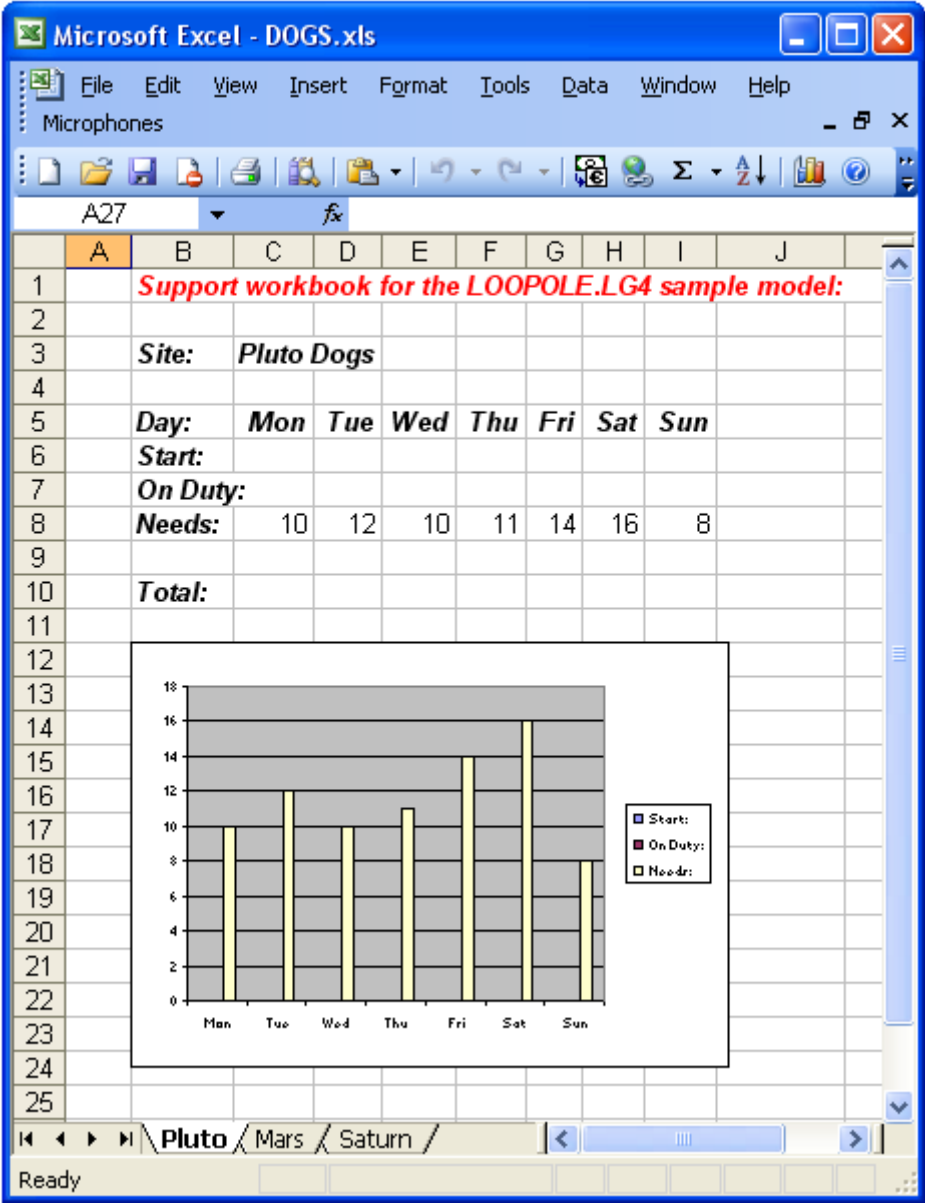 Microsoft Excel - DOGS.xls
File Edit View Insert Format Tools Data Window Help
Microphones
A27 fx
A B C D E F G H I J
1 Support workbook for the LOOPOLE.LG4 sample model:
2
3 Site: Pluto Dogs
4
5 Day: Mon Tue Wed Thu Fri Sat Sun
6 Start:
7 On Duty:
8 Needs: 10 12 10 11 14 16 8
9
10 Total:
11
12
13
14
15
16
17
18
19
20
21
22
23
24
25
18
16
14
12
10
8
6
4
2
0
Mon Tue Wed Thu Fri Sat Sun
Start:
On Duty:
Needs:
Pluto Mars Saturn
Ready